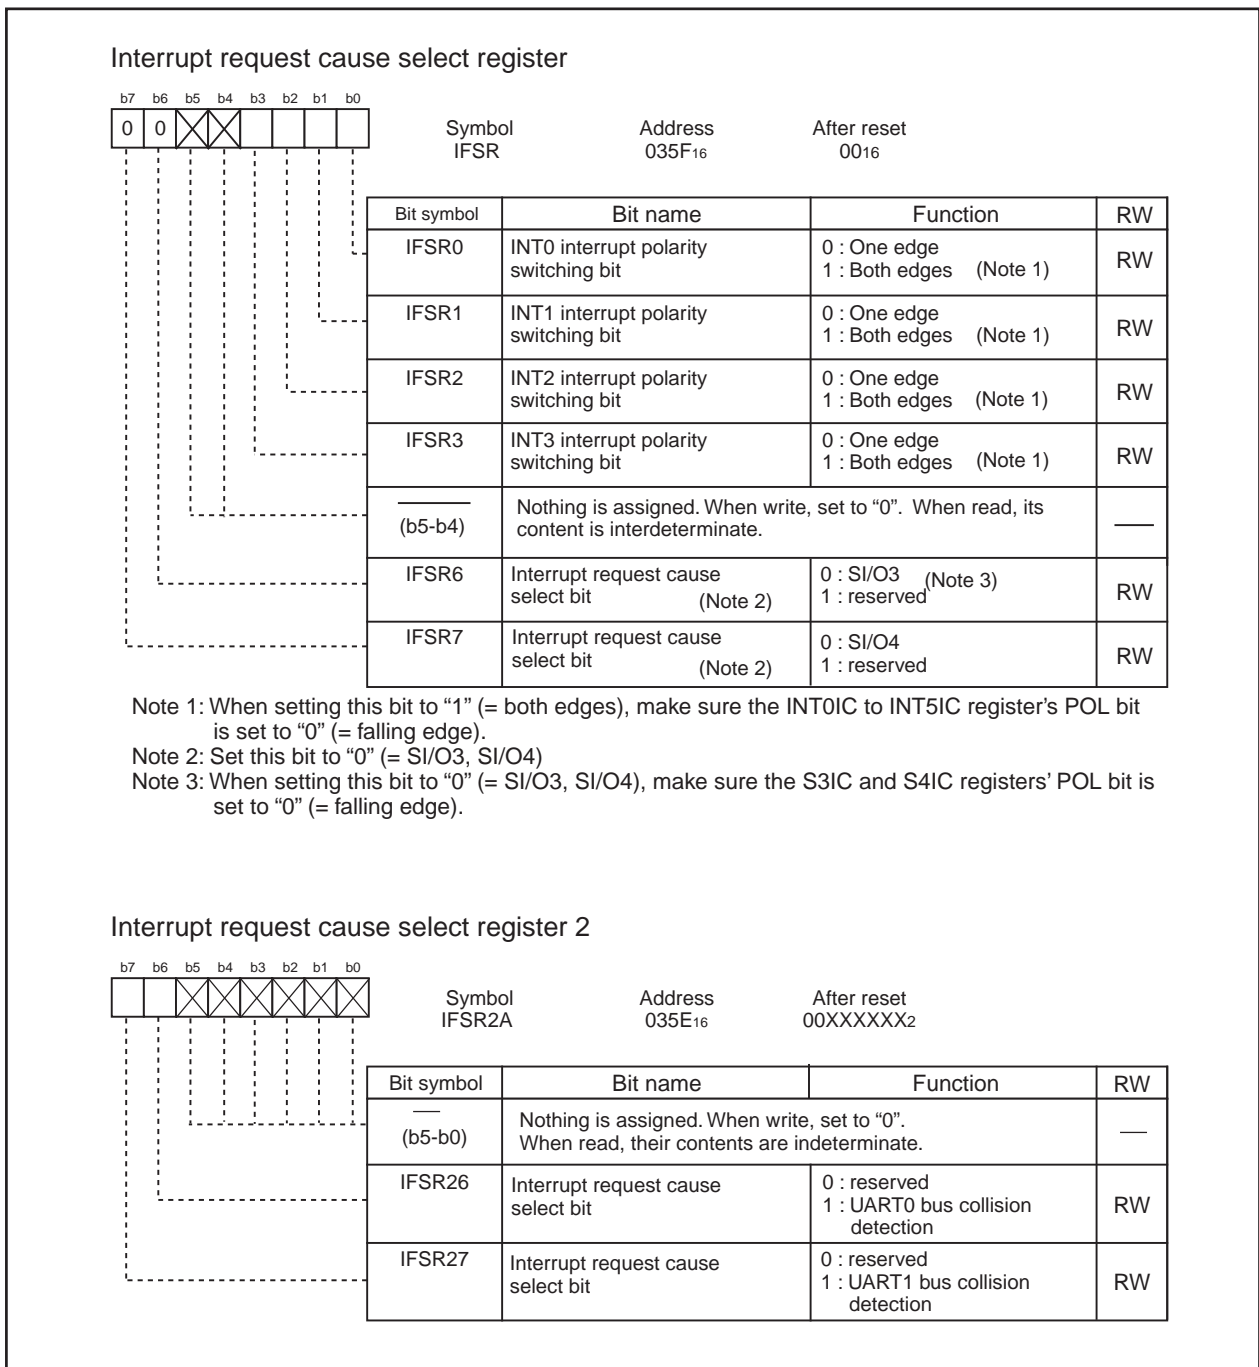 Interrupt request cause select register
b7 b6 b5 b4 b3 b2 b1 b0
0 0
Symbol Address After reset
IFSR 035F16 0016
Bit symbol Bit name Function RW
IFSR0 INT0 interrupt polarity switching bit 0 : One edge
1 : Both edges (Note 1) RW
IFSR1 INT1 interrupt polarity switching bit 0 : One edge
1 : Both edges (Note 1) RW
IFSR2 INT2 interrupt polarity switching bit 0 : One edge
1 : Both edges (Note 1) RW
IFSR3 INT3 interrupt polarity switching bit 0 : One edge
1 : Both edges (Note 1) RW
(b5-b4) Nothing is assigned. When write, set to “0”. When read, its
content is interdeterminate.
IFSR6 Interrupt request cause select bit (Note 2) 0 : SI/O3 (Note 3)
1 : reserved RW
IFSR7 Interrupt request cause select bit (Note 2) 0 : SI/O4
1 : reserved RW
Note 1: When setting this bit to “1” (= both edges), make sure the INT0IC to INT5IC register’s POL bit
is set to “0” (= falling edge).
Note 2: Set this bit to “0” (= SI/O3, SI/O4)
Note 3: When setting this bit to “0” (= SI/O3, SI/O4), make sure the S3IC and S4IC registers’ POL bit is
set to “0” (= falling edge).
Interrupt request cause select register 2
b7 b6 b5 b4 b3 b2 b1 b0
Symbol Address After reset
IFSR2A 035E16 00XXXXXX2
Bit symbol Bit name Function RW
(b5-b0) Nothing is assigned. When write, set to “0”.
When read, their contents are indeterminate.
IFSR26 Interrupt request cause select bit 0 : reserved
1 : UART0 bus collision
detection RW
IFSR27 Interrupt request cause select bit 0 : reserved
1 : UART1 bus collision
detection RW